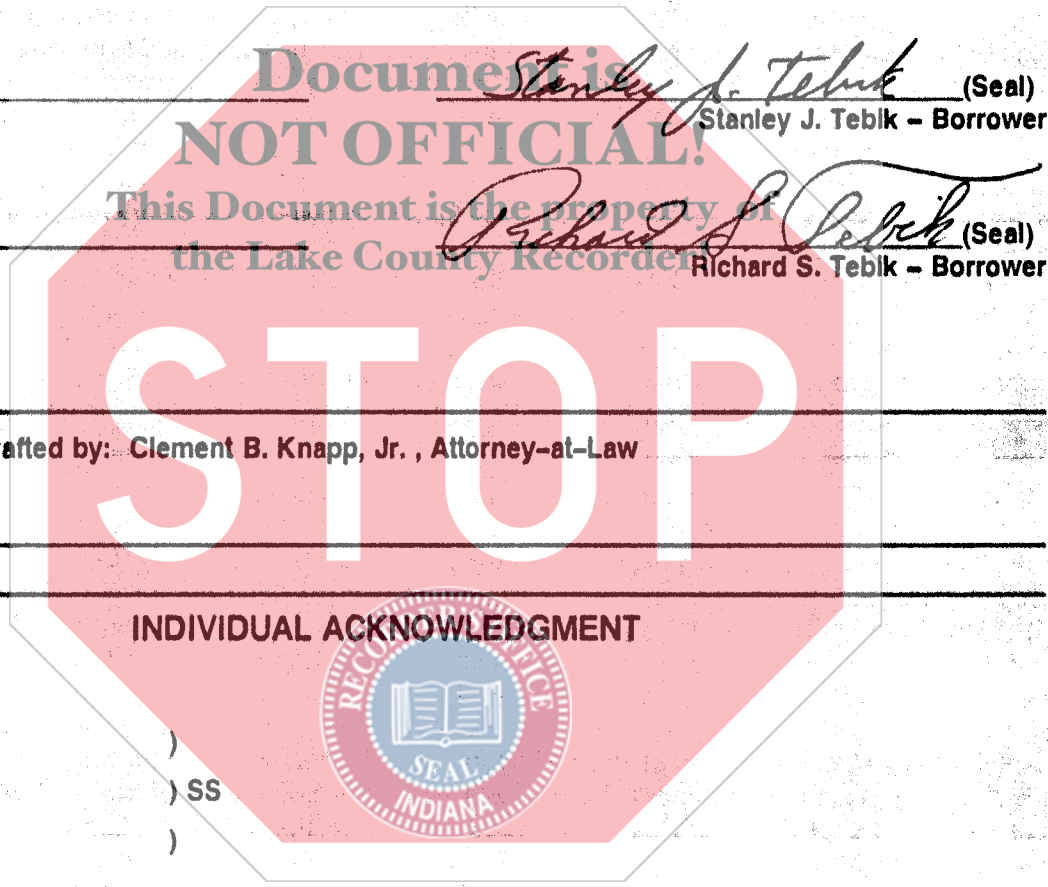 Document is
NOT OFFICIAL!
This Document is the property of
the Lake County Recorder!
Stanley J. Tebik (Seal)
Stanley J. Tebik – Borrower
Richard S. Tebik (Seal)
Richard S. Tebik – Borrower
STOP
afted by: Clement B. Knapp, Jr. , Attorney–at–Law
INDIVIDUAL ACKNOWLEDGMENT
RECORDER'S OFFICE
SEAL
INDIANA
)
) SS
)